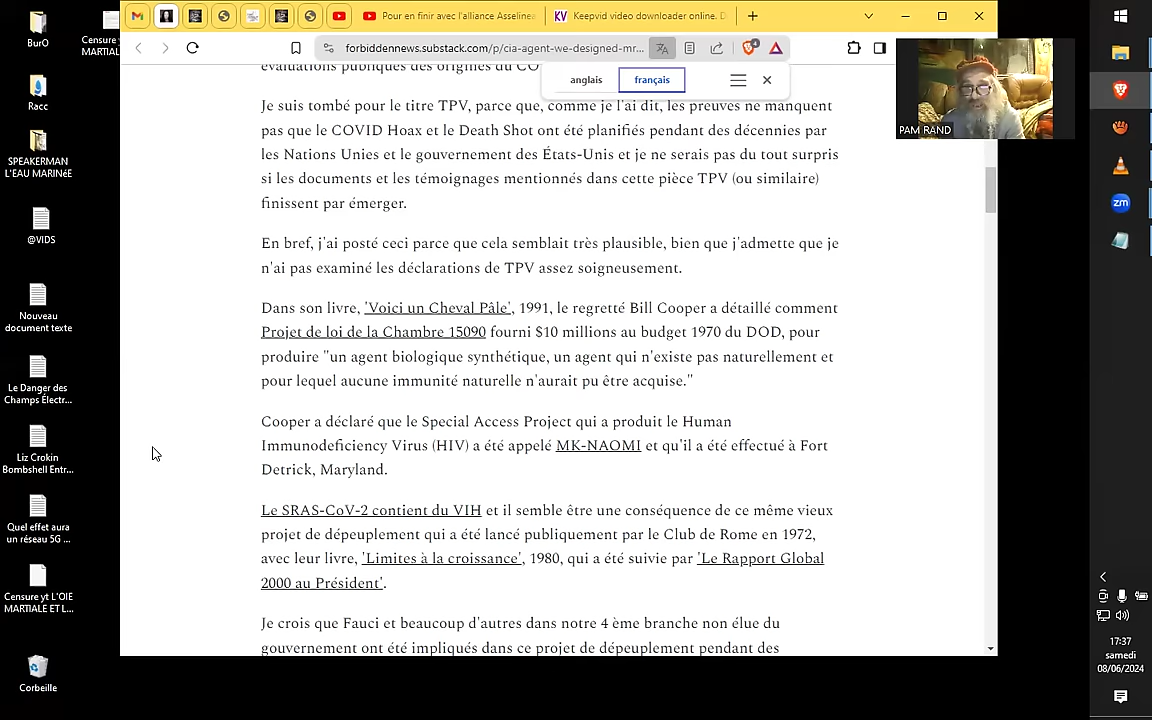 BurO
Censure yt
MARTIALE
Racc
SPEAKERMAN
L'EAU MARINéE
@VIDS
Nouveau
document texte
Le Danger des
Champs Électr...
Liz Crokin
Bombshell Entr...
Quel effet aura
un réseau 5G ...
Censure yt L'OIE
MARTIALE ET L...
Corbeille
Pour en finir avec l'alliance Asselinea
KV Keepvid video downloader online. D
forbiddennews.substack.com/p/cia-agent-we-designed-mr...
4
anglais
français
évaluations publiques des origines du CO
Je suis tombé pour le titre TPV, parce que, comme je l'ai dit, les preuves ne manquent
pas que le COVID Hoax et le Death Shot ont été planifiés pendant des décennies par
les Nations Unies et le gouvernement des États-Unis et je ne serais pas du tout surpris
si les documents et les témoignages mentionnés dans cette pièce TPV (ou similaire)
finissent par émerger.
En bref, j'ai posté ceci parce que cela semblait très plausible, bien que j'admette que je
n'ai pas examiné les déclarations de TPV assez soigneusement.
Dans son livre, 'Voici un Cheval Pâle', 1991, le regretté Bill Cooper a détaillé comment
Projet de loi de la Chambre 15090 fourni $10 millions au budget 1970 du DOD, pour
produire "un agent biologique synthétique, un agent qui n'existe pas naturellement et
pour lequel aucune immunité naturelle n'aurait pu être acquise."
Cooper a déclaré que le Special Access Project qui a produit le Human
Immunodeficiency Virus (HIV) a été appelé MK-NAOMI et qu'il a été effectué à Fort
Detrick, Maryland.
Le SRAS-CoV-2 contient du VIH et il semble être une conséquence de ce même vieux
projet de dépeuplement qui a été lancé publiquement par le Club de Rome en 1972,
avec leur livre, 'Limites à la croissance', 1980, qui a été suivie par 'Le Rapport Global
2000 au Président'.
Je crois que Fauci et beaucoup d'autres dans notre 4 ème branche non élue du
gouvernement ont été impliqués dans ce projet de dépeuplement pendant des
PAM RAND
zm
17:37
samedi
08/06/2024